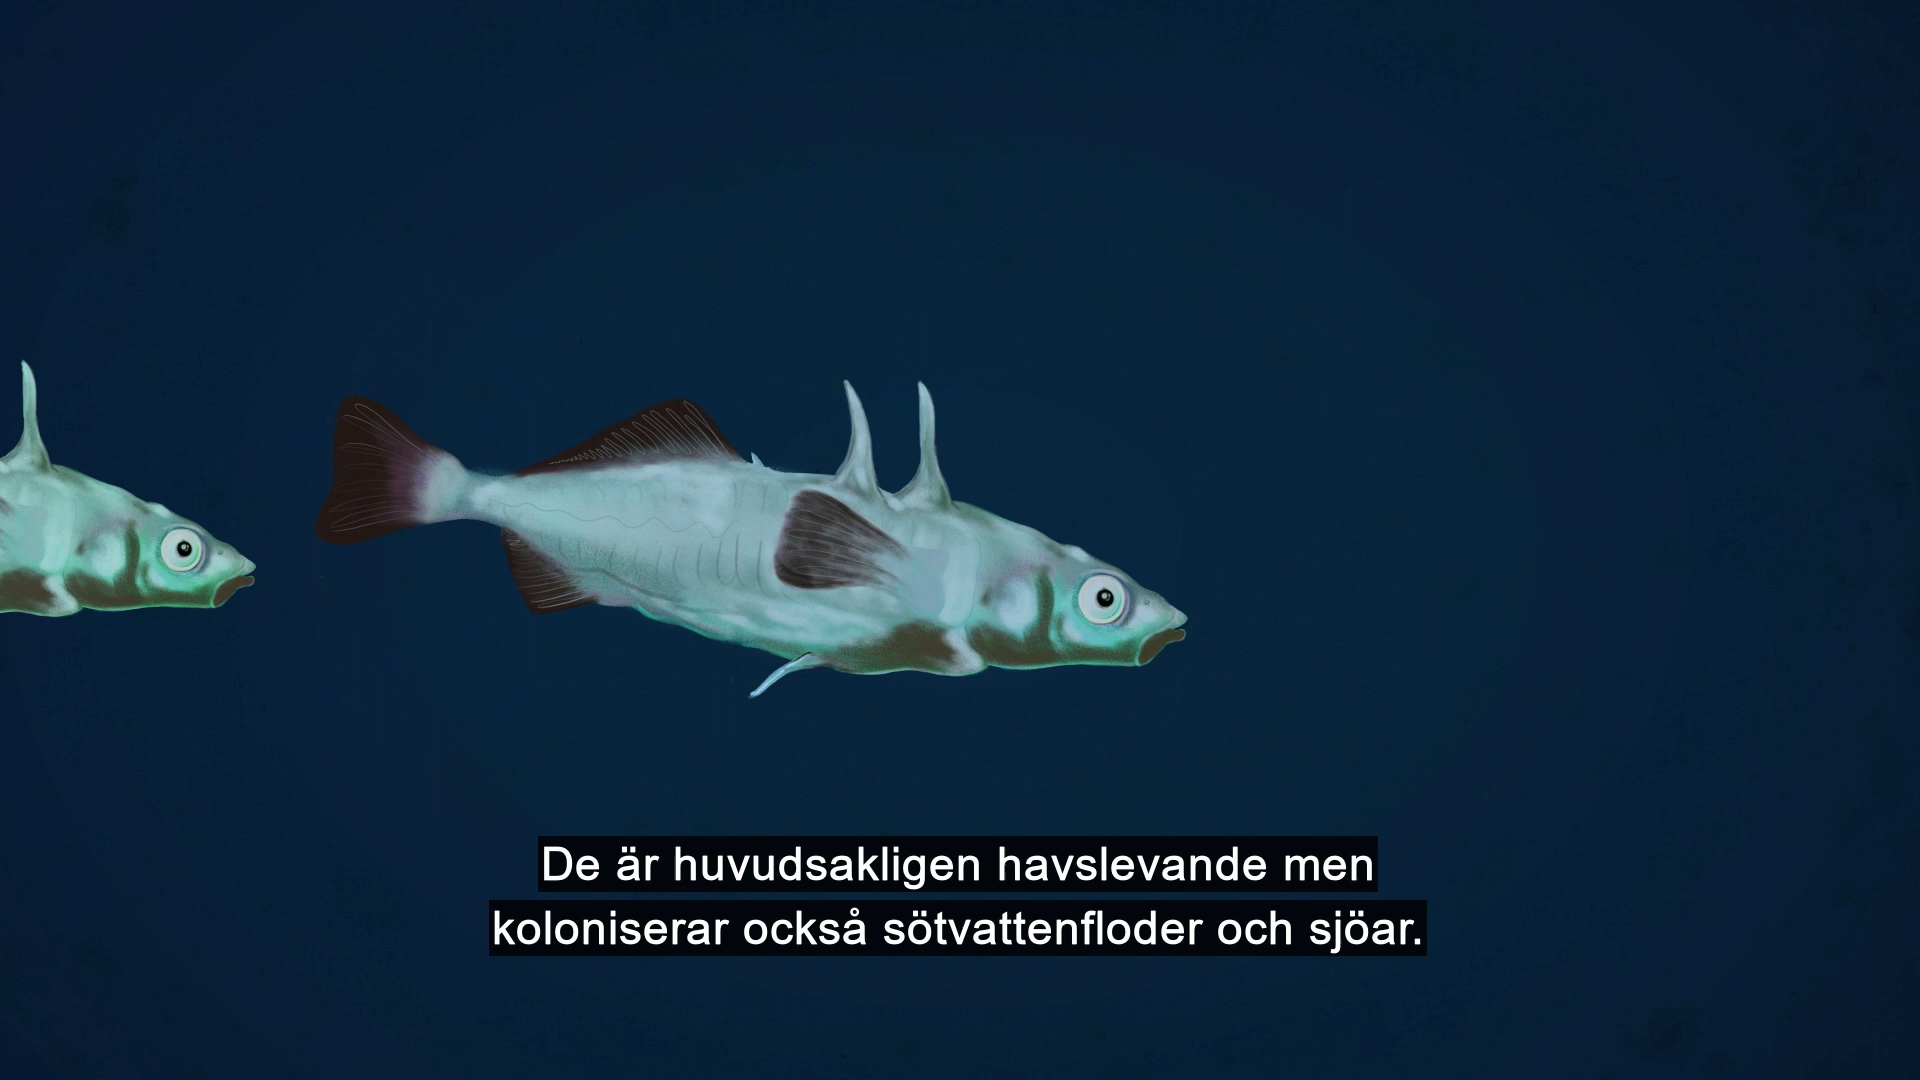 De är huvudsakligen havslevande men
koloniserar också sötvattenfloder och sjöar.